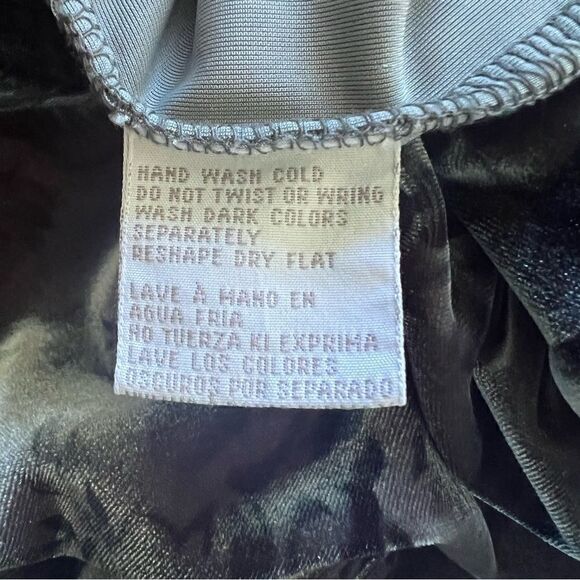 HAND WASH COLD
DO NOT TWIST OR WRING
WASH DARK COLORS
SEPARATELY
RESHAPE DRY FLAT
LAVE À MANO EN
AGUA FRIA
NO TUERZA KI EXPRIMA
LAVE LOS COLORES
OSCUROS POR SEPARADO